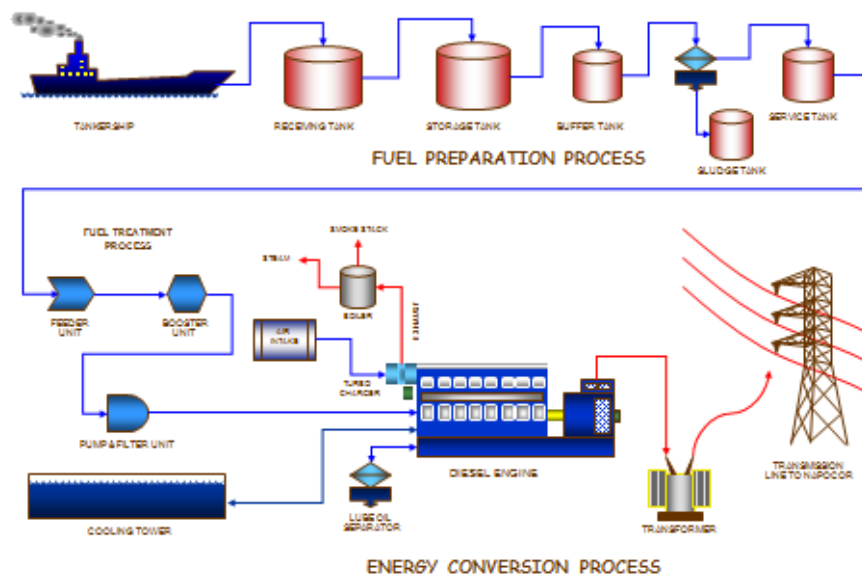 TANKERSHIP
RECEIVING TANK
STORAGE TANK
BUFFER TANK
SERVICE TANK
SLUDGE TANK
FUEL PREPARATION PROCESS
FUEL TREATMENT
PROCESS
SMOKE STACK
STEAM
BOILER
EXHAUST
FEEDER
UNIT
BOOSTER
UNIT
AIR
INTAKE
TURBO
CHARGER
PUMP & FILTER UNIT
DIESEL ENGINE
LUBE OIL
SEPARATOR
COOLING TOWER
TRANSFORMER
TRANSMISSION
LINE TO NAPOCOR
ENERGY CONVERSION PROCESS